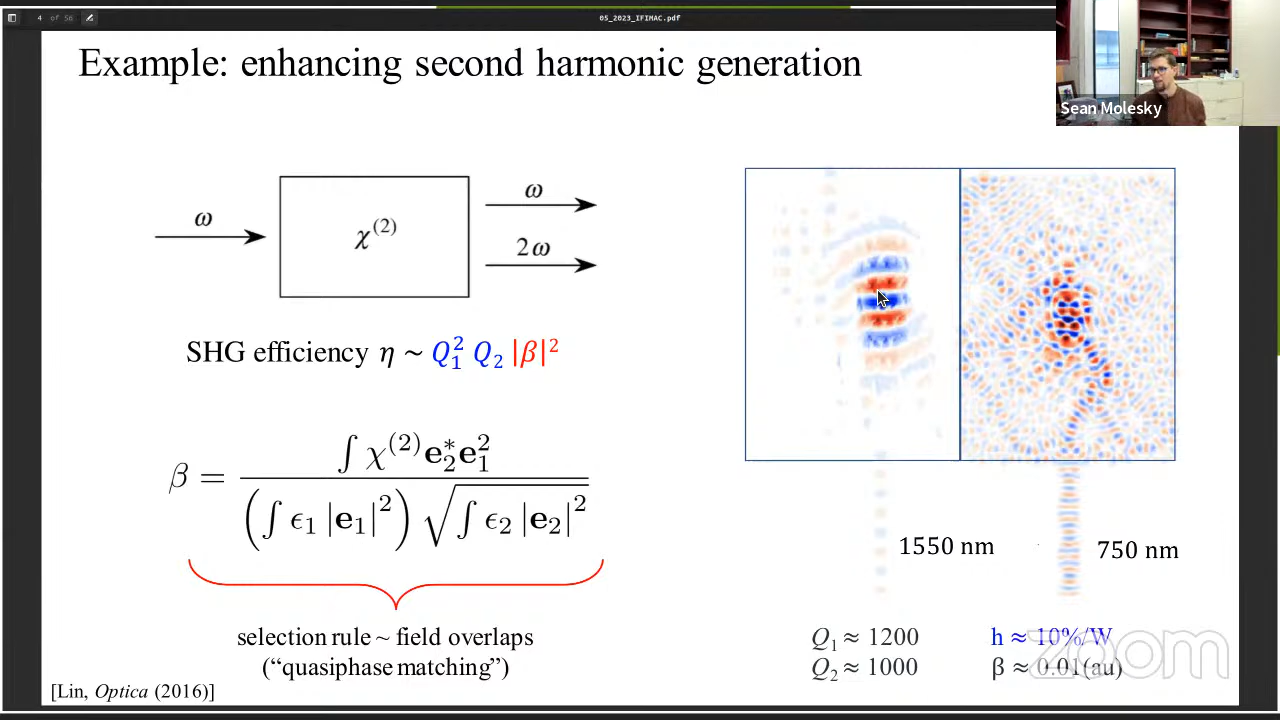 4 of 56
05_2023_IFIMAC.pdf
Example: enhancing second harmonic generation
Sean Molesky
ω
χ⁽²⁾
ω
2ω
SHG efficiency η ~ Q₁² Q₂ |β|²
β = ∫ χ⁽²⁾ e₂* e₁² / (∫ ϵ₁ |e₁|²) √(∫ ϵ₂ |e₂|²)
selection rule ~ field overlaps
(“quasiphase matching”)
[Lin, Optica (2016)]
1550 nm
750 nm
Q₁ ≈ 1200
h ≈ 10%/W
Q₂ ≈ 1000
β ≈ 0.01(au)
zoom